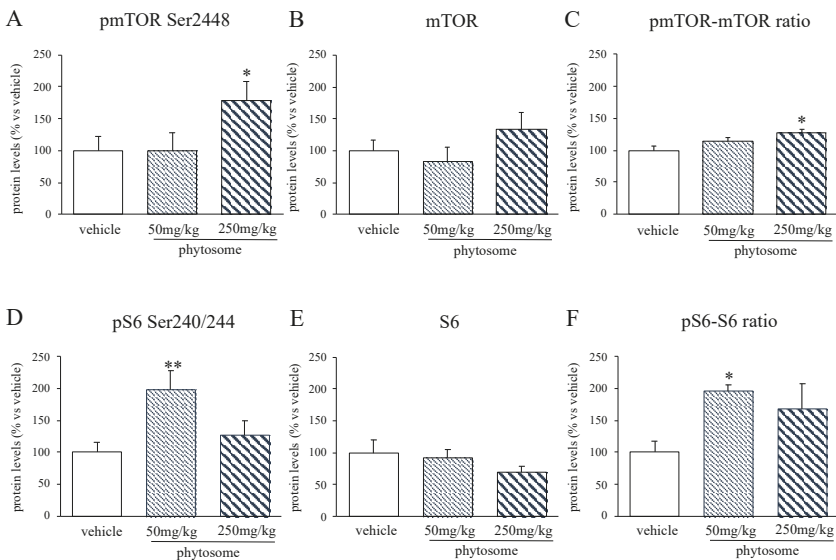 A
pmTOR Ser2448
protein levels (% vs vehicle)
250
200
150
100
50
0
*
vehicle
50mg/kg
250mg/kg
phytosome
B
mTOR
protein levels (% vs vehicle)
250
200
150
100
50
0
vehicle
50mg/kg
250mg/kg
phytosome
C
pmTOR-mTOR ratio
protein levels (% vs vehicle)
250
200
150
100
50
0
*
vehicle
50mg/kg
250mg/kg
phytosome
D
pS6 Ser240/244
protein levels (% vs vehicle)
250
200
150
100
50
0
**
vehicle
50mg/kg
250mg/kg
phytosome
E
S6
protein levels (% vs vehicle)
250
200
150
100
50
0
vehicle
50mg/kg
250mg/kg
phytosome
F
pS6-S6 ratio
protein levels (% vs vehicle)
250
200
150
100
50
0
*
vehicle
50mg/kg
250mg/kg
phytosome